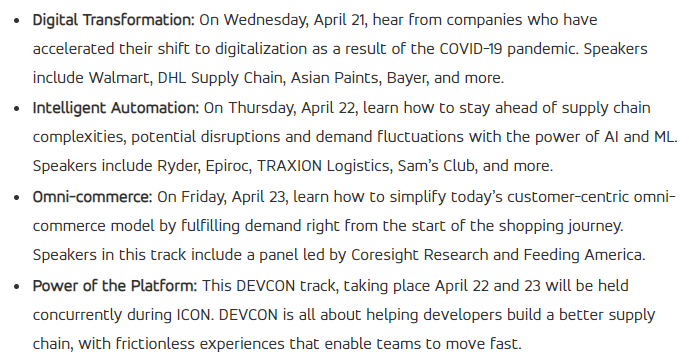 • Digital Transformation: On Wednesday, April 21, hear from companies who have
accelerated their shift to digitalization as a result of the COVID-19 pandemic. Speakers
include Walmart, DHL Supply Chain, Asian Paints, Bayer, and more.
• Intelligent Automation: On Thursday, April 22, learn how to stay ahead of supply chain
complexities, potential disruptions and demand fluctuations with the power of AI and ML.
Speakers include Ryder, Epiroc, TRAXION Logistics, Sam's Club, and more.
• Omni-commerce: On Friday, April 23, learn how to simplify today's customer-centric omni-
commerce model by fulfilling demand right from the start of the shopping journey.
Speakers in this track include a panel led by Coresight Research and Feeding America.
• Power of the Platform: This DEVCON track, taking place April 22 and 23 will be held
concurrently during ICON. DEVCON is all about helping developers build a better supply
chain, with frictionless experiences that enable teams to move fast.